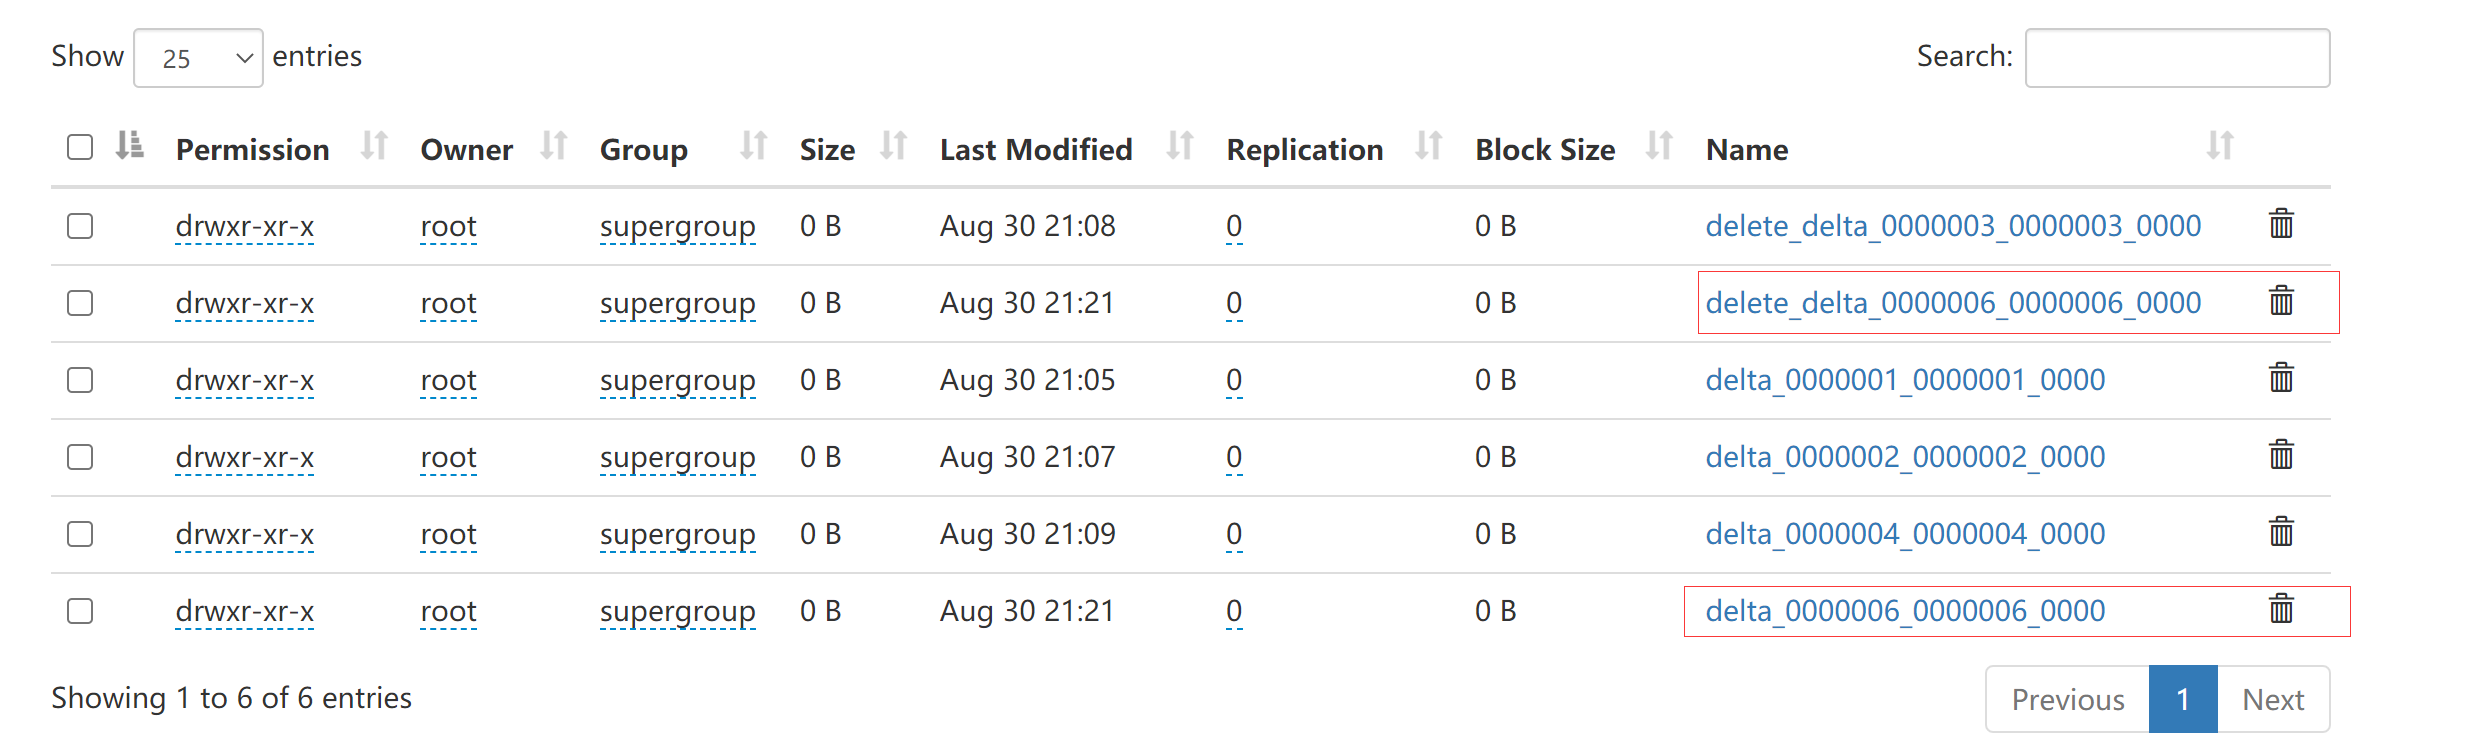 Show 25 entries Search:
Permission Owner Group Size Last Modified Replication Block Size Name
drwxr-xr-x root supergroup 0 B Aug 30 21:08 0 0 B delete_delta_0000003_0000003_0000
drwxr-xr-x root supergroup 0 B Aug 30 21:21 0 0 B delete_delta_0000006_0000006_0000
drwxr-xr-x root supergroup 0 B Aug 30 21:05 0 0 B delta_0000001_0000001_0000
drwxr-xr-x root supergroup 0 B Aug 30 21:07 0 0 B delta_0000002_0000002_0000
drwxr-xr-x root supergroup 0 B Aug 30 21:09 0 0 B delta_0000004_0000004_0000
drwxr-xr-x root supergroup 0 B Aug 30 21:21 0 0 B delta_0000006_0000006_0000
Showing 1 to 6 of 6 entries Previous 1 Next